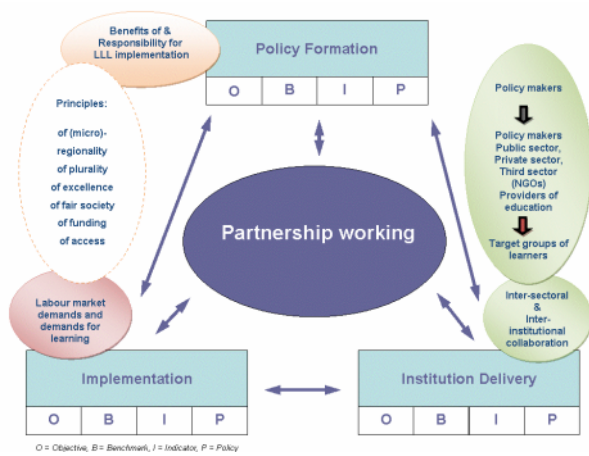 Benefits of &
Responsibility for
LLL implementation
Policy Formation
O B I P
Principles:
of (micro)-
regionality
of plurality
of excellence
of fair society
of funding
of access
Policy makers
Policy makers
Public sector,
Private sector,
Third sector
(NGOs)
Providers of
education
Target groups of
learners
Partnership working
Labour market
demands and
demands for
learning
Inter-sectoral
&
Inter-
institutional
collaboration
Implementation
O B I P
Institution Delivery
O B I P
O = Objective, B = Benchmark, I = Indicator, P = Policy